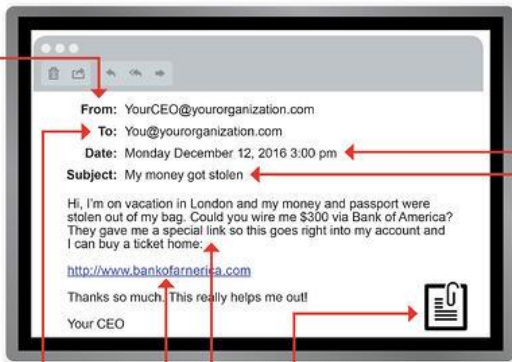 From: YourCEO@yourorganization.com
To: You@yourorganization.com
Date: Monday December 12, 2016 3:00 pm
Subject: My money got stolen
Hi, I'm on vacation in London and my money and passport were
stolen out of my bag. Could you wire me $300 via Bank of America?
They gave me a special link so this goes right into my account and
I can buy a ticket home:
http://www.bankofarnerica.com
Thanks so much. This really helps me out!
Your CEO